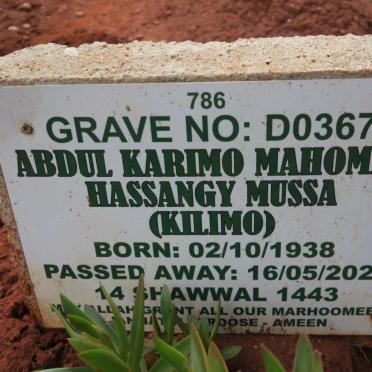 786
GRAVE NO: D0367
ABDUL KARIMO MAHOM
HASSANGY MUSSA
(KILIMO)
BORN: 02/10/1938
PASSED AWAY: 16/05/202
14 SHAWWAL 1443
ALLAH GRANT ALL OUR MARHOOMEE
- AMEEN